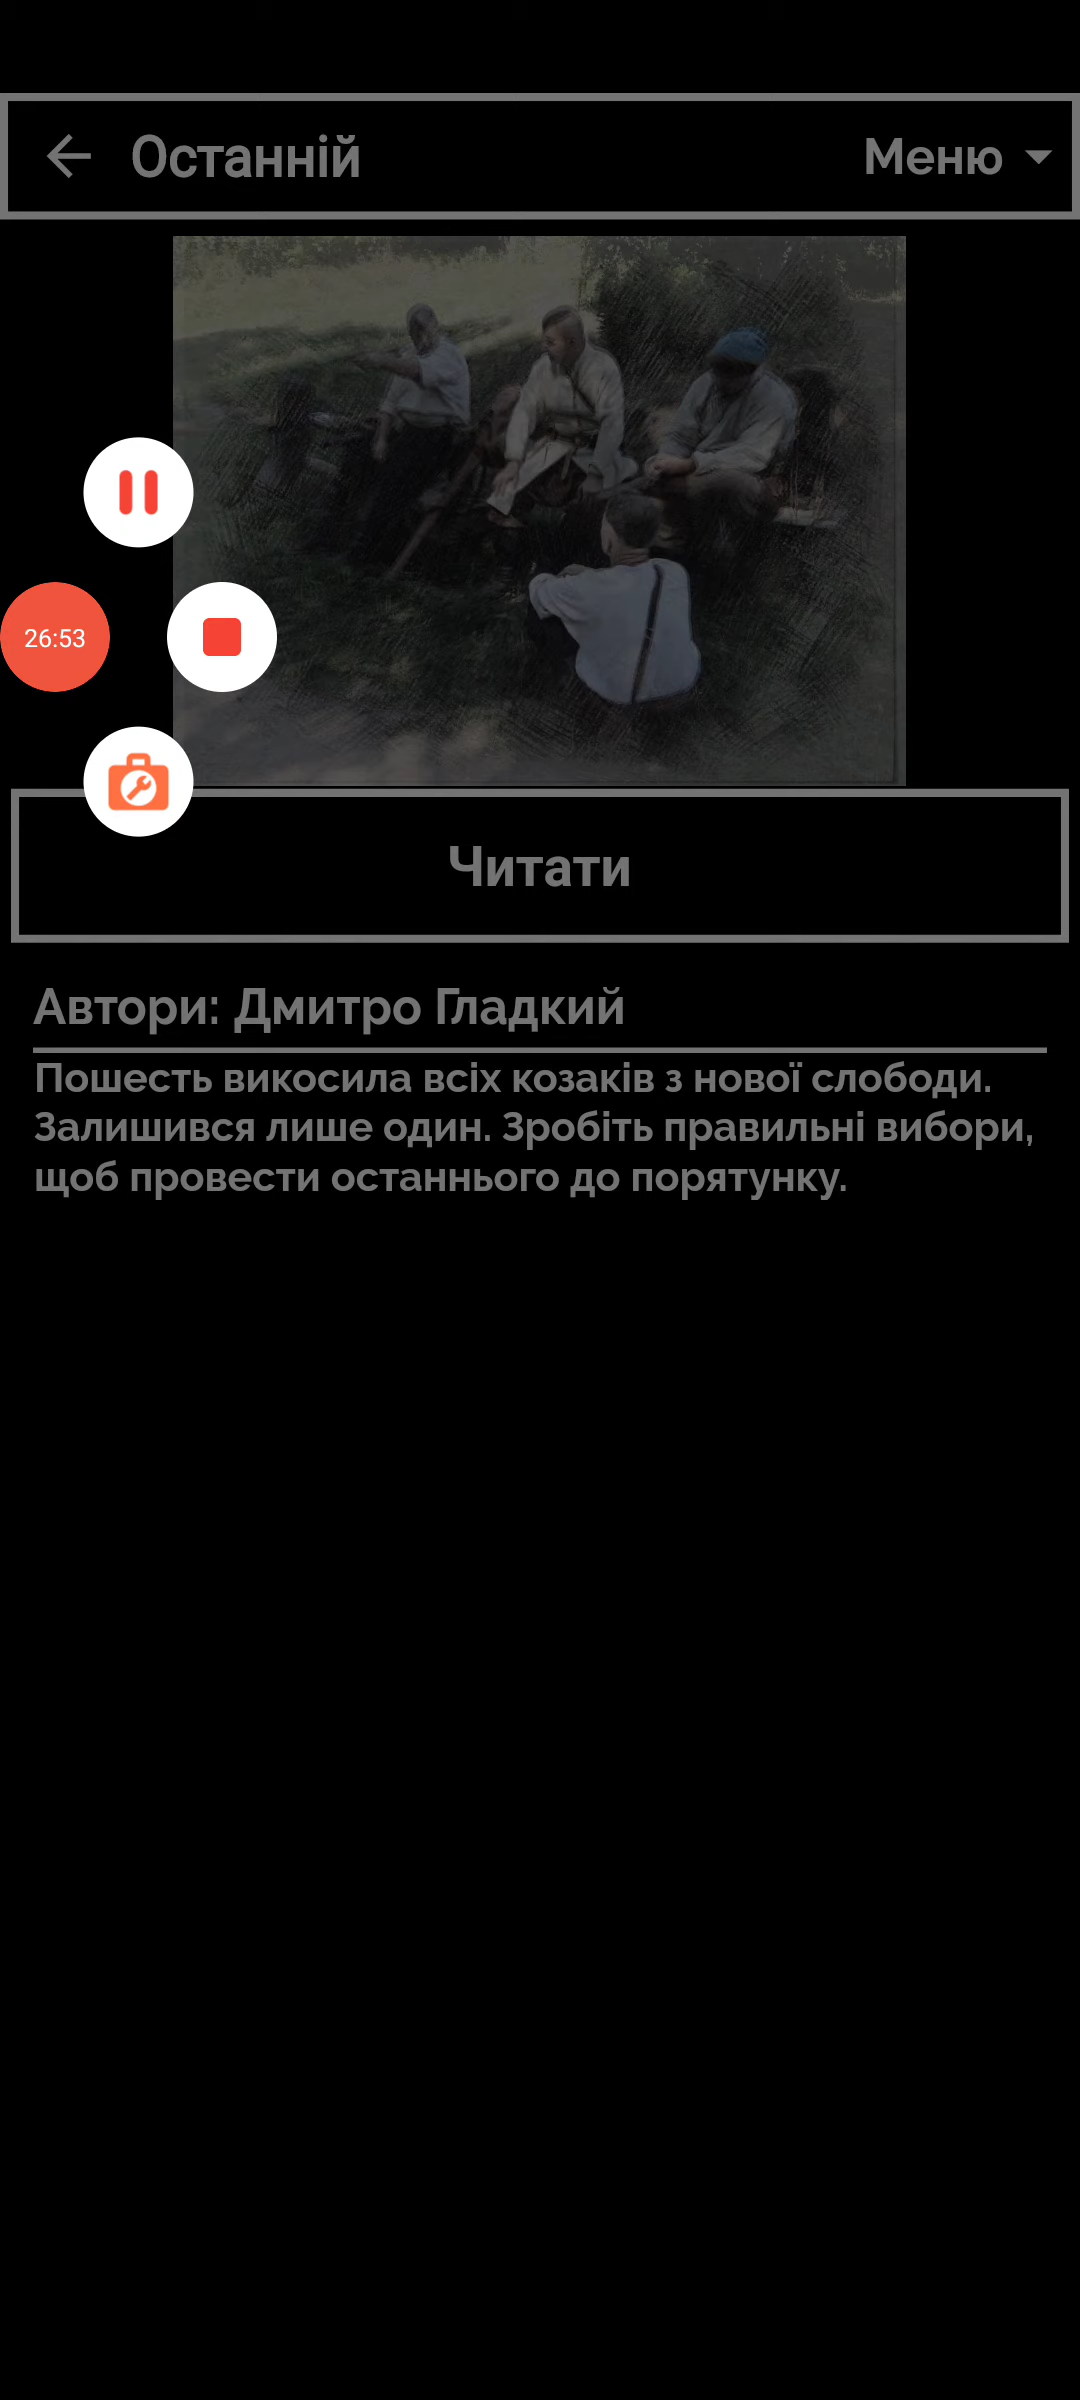 Останній
Меню
26:53
Читати
Автори: Дмитро Гладкий
Пошесть викосила всіх козаків з нової слободи.
Залишився лише один. Зробіть правильні вибори,
щоб провести останнього до порятунку.